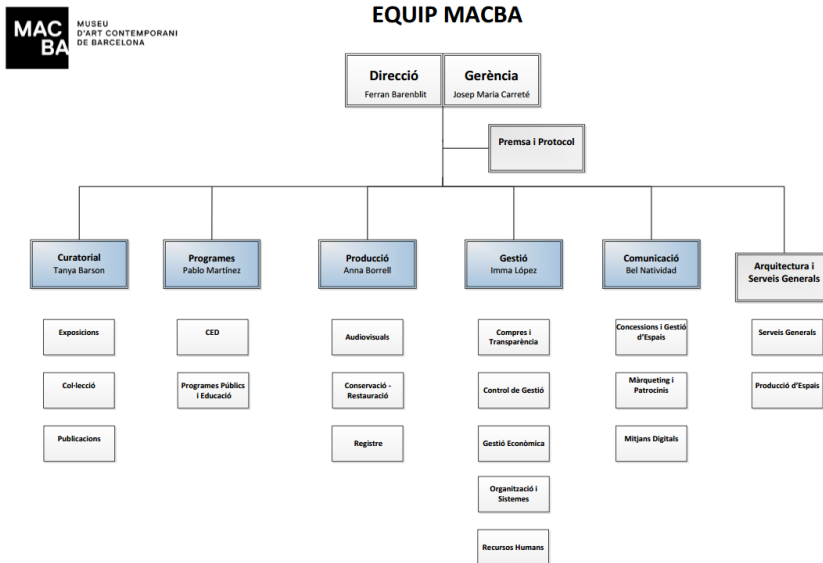 EQUIP MACBA
MAC
BA
MUSEU
D'ART CONTEMPORANI
DE BARCELONA
Direcció
Ferran Barenblit
Gerència
Josep Maria Carreté
Premsa i Protocol
Curatorial
Tanya Barson
Programes
Pablo Martínez
Producció
Anna Borrell
Gestió
Imma López
Comunicació
Bel Natividad
Arquitectura i
Serveis Generals
Exposicions
CED
Audiovisuals
Compres i
Transparència
Concessions i Gestió
d'Espais
Serveis Generals
Col·lecció
Programes Públics
i Educació
Conservació -
Restauració
Control de Gestió
Màrqueting i
Patrocinis
Producció d'Espais
Publicacions
Registre
Gestió Econòmica
Mitjans Digitals
Organització i
Sistemes
Recursos Humans